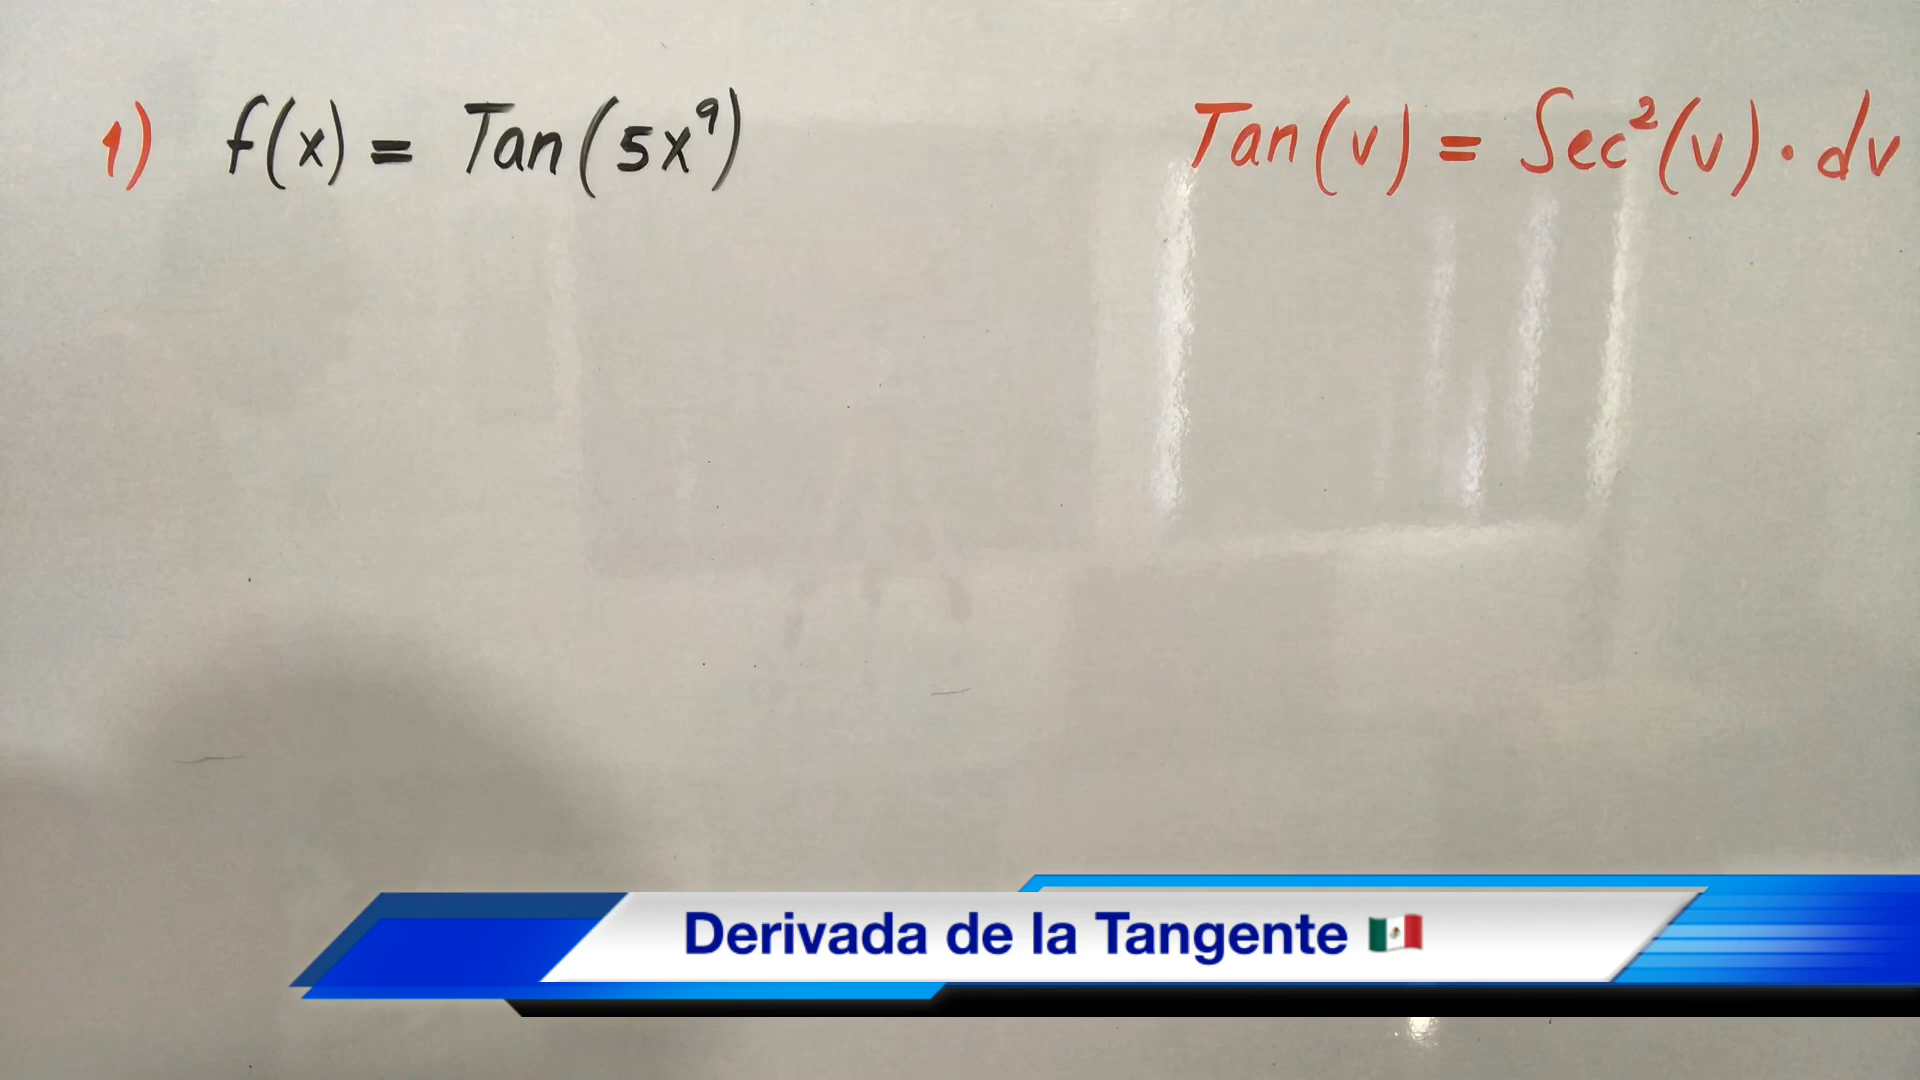 1) f(x) = Tan(5x⁹)
Tan(v) = Sec²(v) · dv
Derivada de la Tangente 🇲🇽